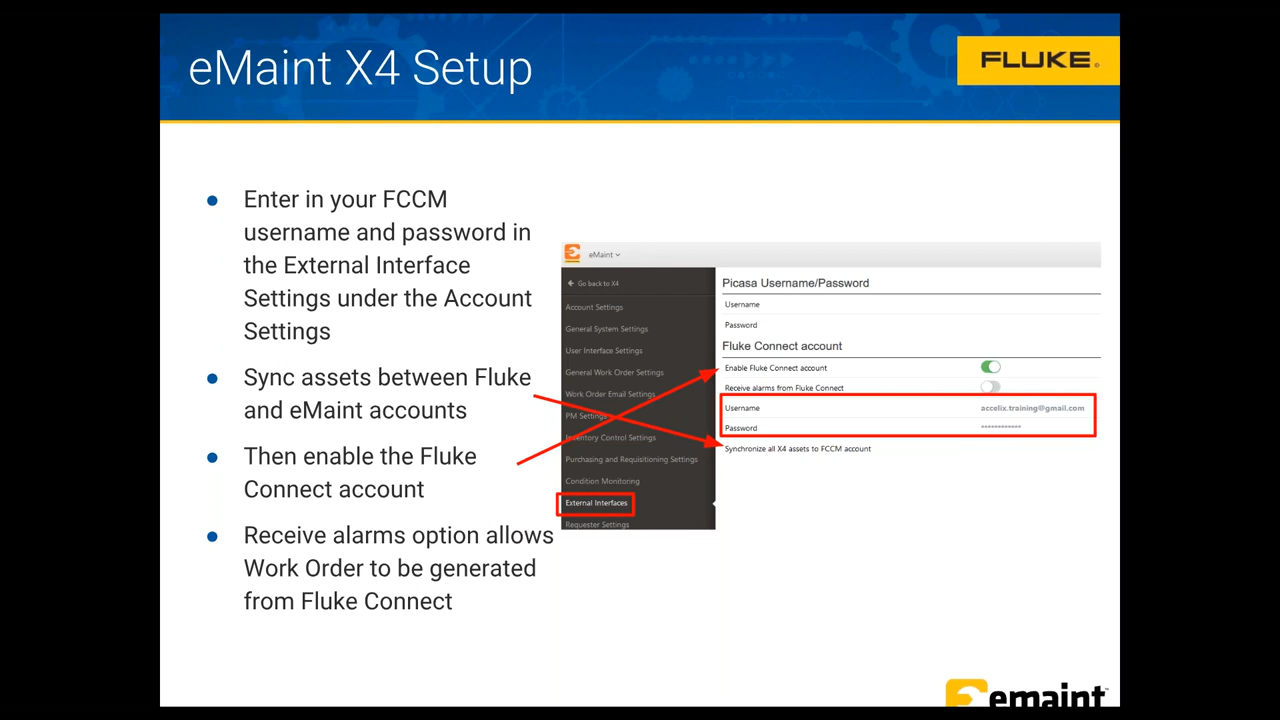 eMaint X4 Setup
FLUKE®
● Enter in your FCCM
username and password in
the External Interface
Settings under the Account
Settings
● Sync assets between Fluke
and eMaint accounts
● Then enable the Fluke
Connect account
● Receive alarms option allows
Work Order to be generated
from Fluke Connect
eMaint
Go back to X4
Account Settings
General System Settings
User Interface Settings
General Work Order Settings
Work Order Email Settings
PM Settings
Inventory Control Settings
Purchasing and Requisitioning Settings
Condition Monitoring
External Interfaces
Requester Settings
Picasa Username/Password
Username
Password
Fluke Connect account
Enable Fluke Connect account
Receive alarms from Fluke Connect
Username accelix.training@gmail.com
Password ************
Synchronize all X4 assets to FCCM account
emaint™